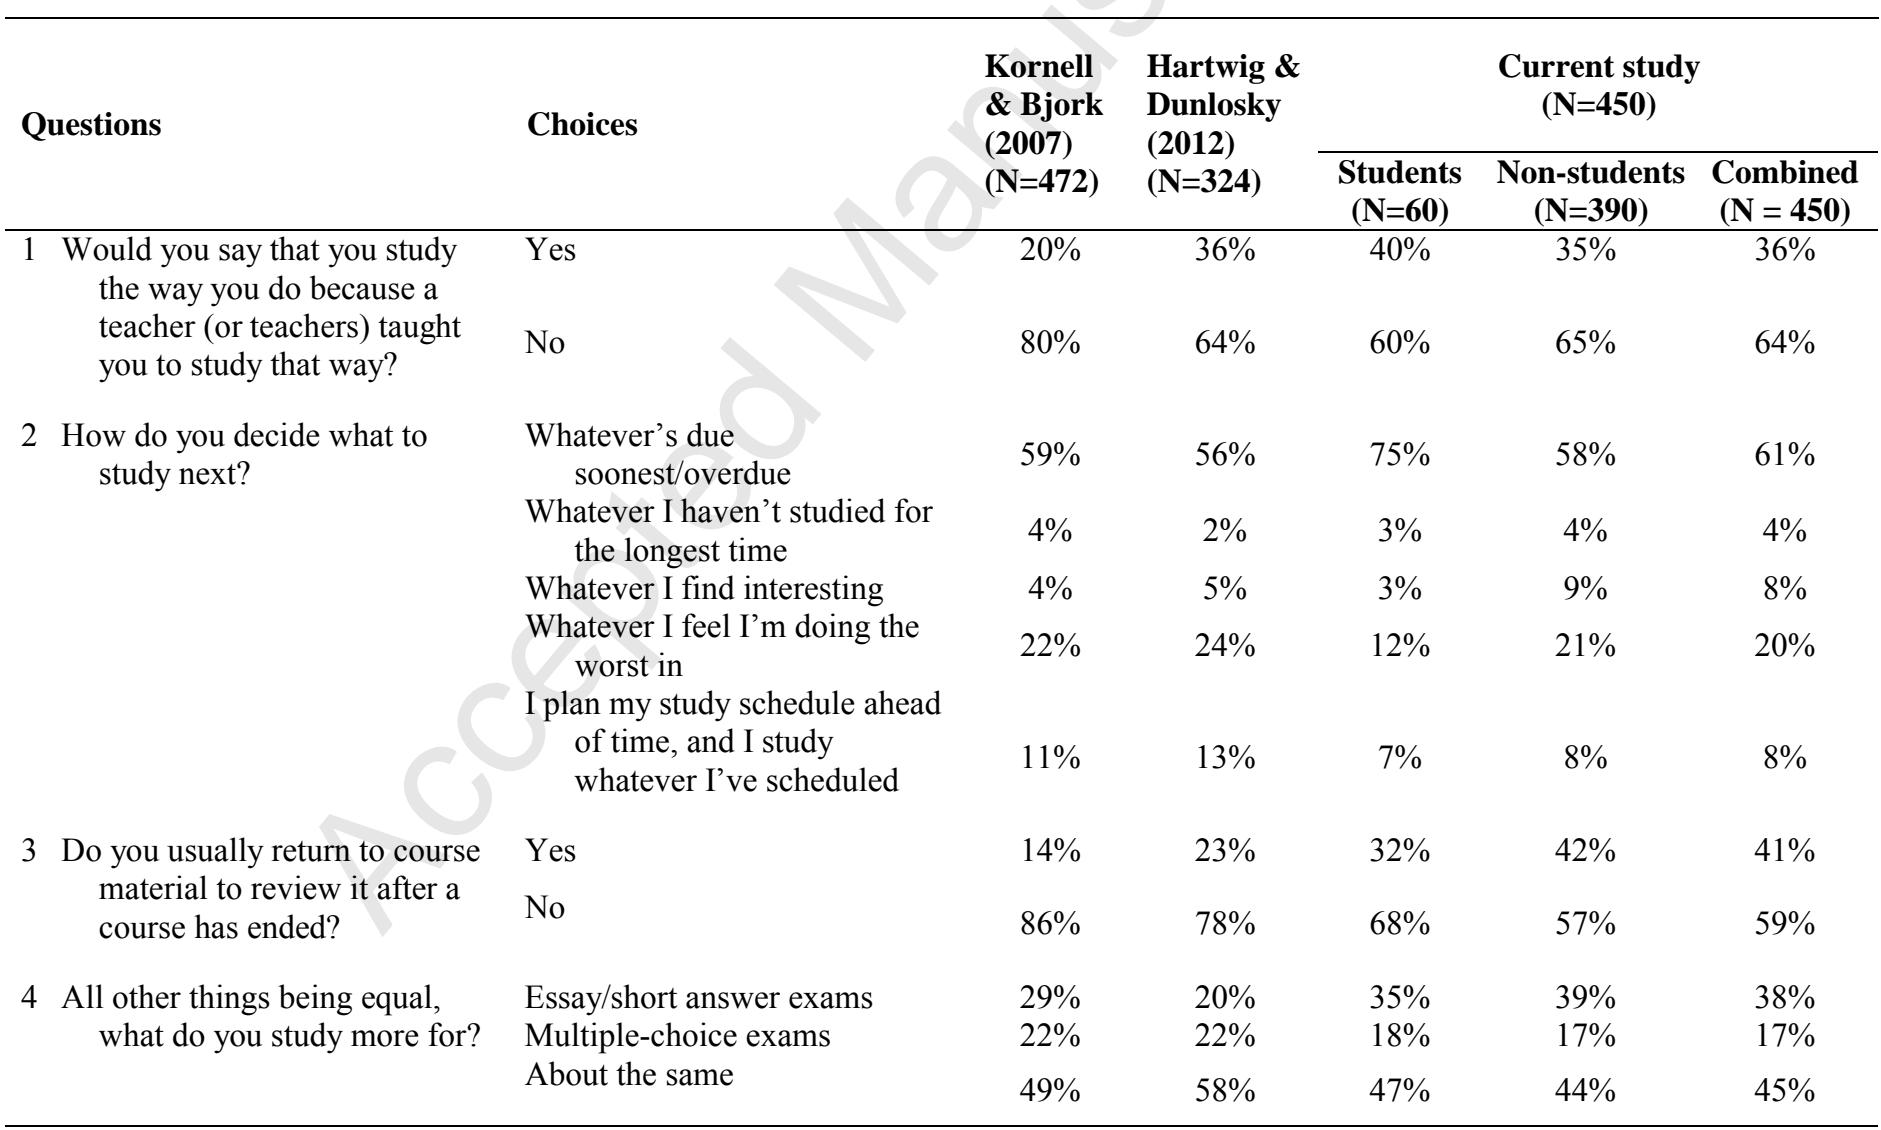 Questions Choices Kornell & Bjork (2007) (N=472) Hartwig & Dunlosky (2012) (N=324) Current study (N=450)
Students (N=60) Non-students (N=390) Combined (N = 450)
1 Would you say that you study Yes 20% 36% 40% 35% 36%
the way you do because a
teacher (or teachers) taught
No 80% 64% 60% 65% 64%
you to study that way?
2 How do you decide what to Whatever's due
study next? soonest/overdue 59% 56% 75% 58% 61%
Whatever I haven't studied for
the longest time 4% 2% 3% 4% 4%
Whatever I find interesting 4% 5% 3% 9% 8%
Whatever I feel I'm doing the
worst in 22% 24% 12% 21% 20%
I plan my study schedule ahead
of time, and I study
whatever I've scheduled 11% 13% 7% 8% 8%
3 Do you usually return to course Yes 14% 23% 32% 42% 41%
material to review it after a
No
course has ended? 86% 78% 68% 57% 59%
4 All other things being equal, Essay/short answer exams 29% 20% 35% 39% 38%
what do you study more for? Multiple-choice exams 22% 22% 18% 17% 17%
About the same 49% 58% 47% 44% 45%
Accepted Manus